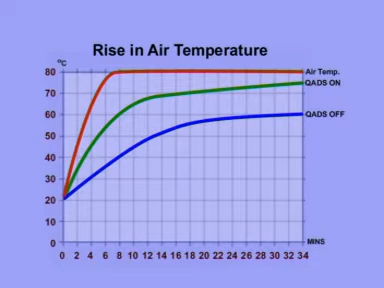 Rise in Air Temperature
°C
80
Air Temp.
70
QADS ON
60
QADS OFF
50
40
30
20
10
0
MINS
0 2 4 6 8 10 12 14 16 18 20 22 24 26 28 30 32 34